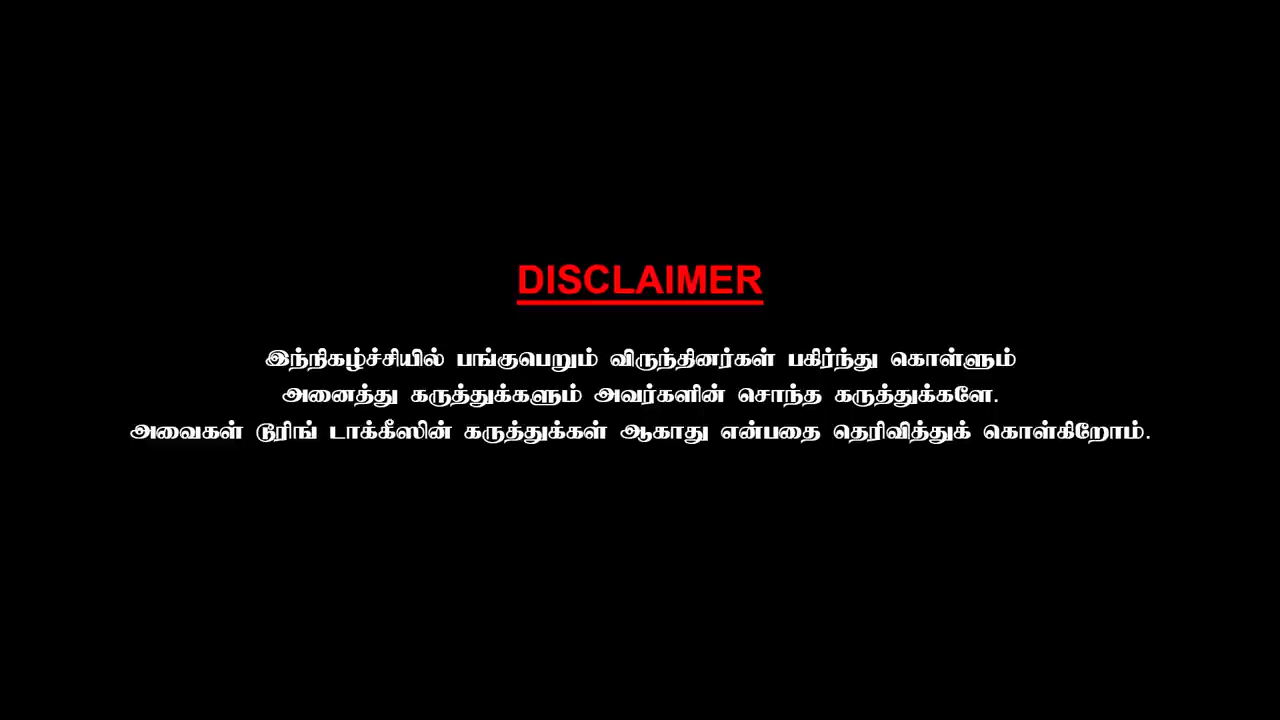 DISCLAIMER
இந்நிகழ்ச்சியில் பங்குபெறும் விருந்தினர்கள் பகிர்ந்து கொள்ளும்
அனைத்து கருத்துக்களும் அவர்களின் சொந்த கருத்துக்களே.
அவைகள் டூரிங் டாக்கீஸின் கருத்துக்கள் ஆகாது என்பதை தெரிவித்துக் கொள்கிறோம்.